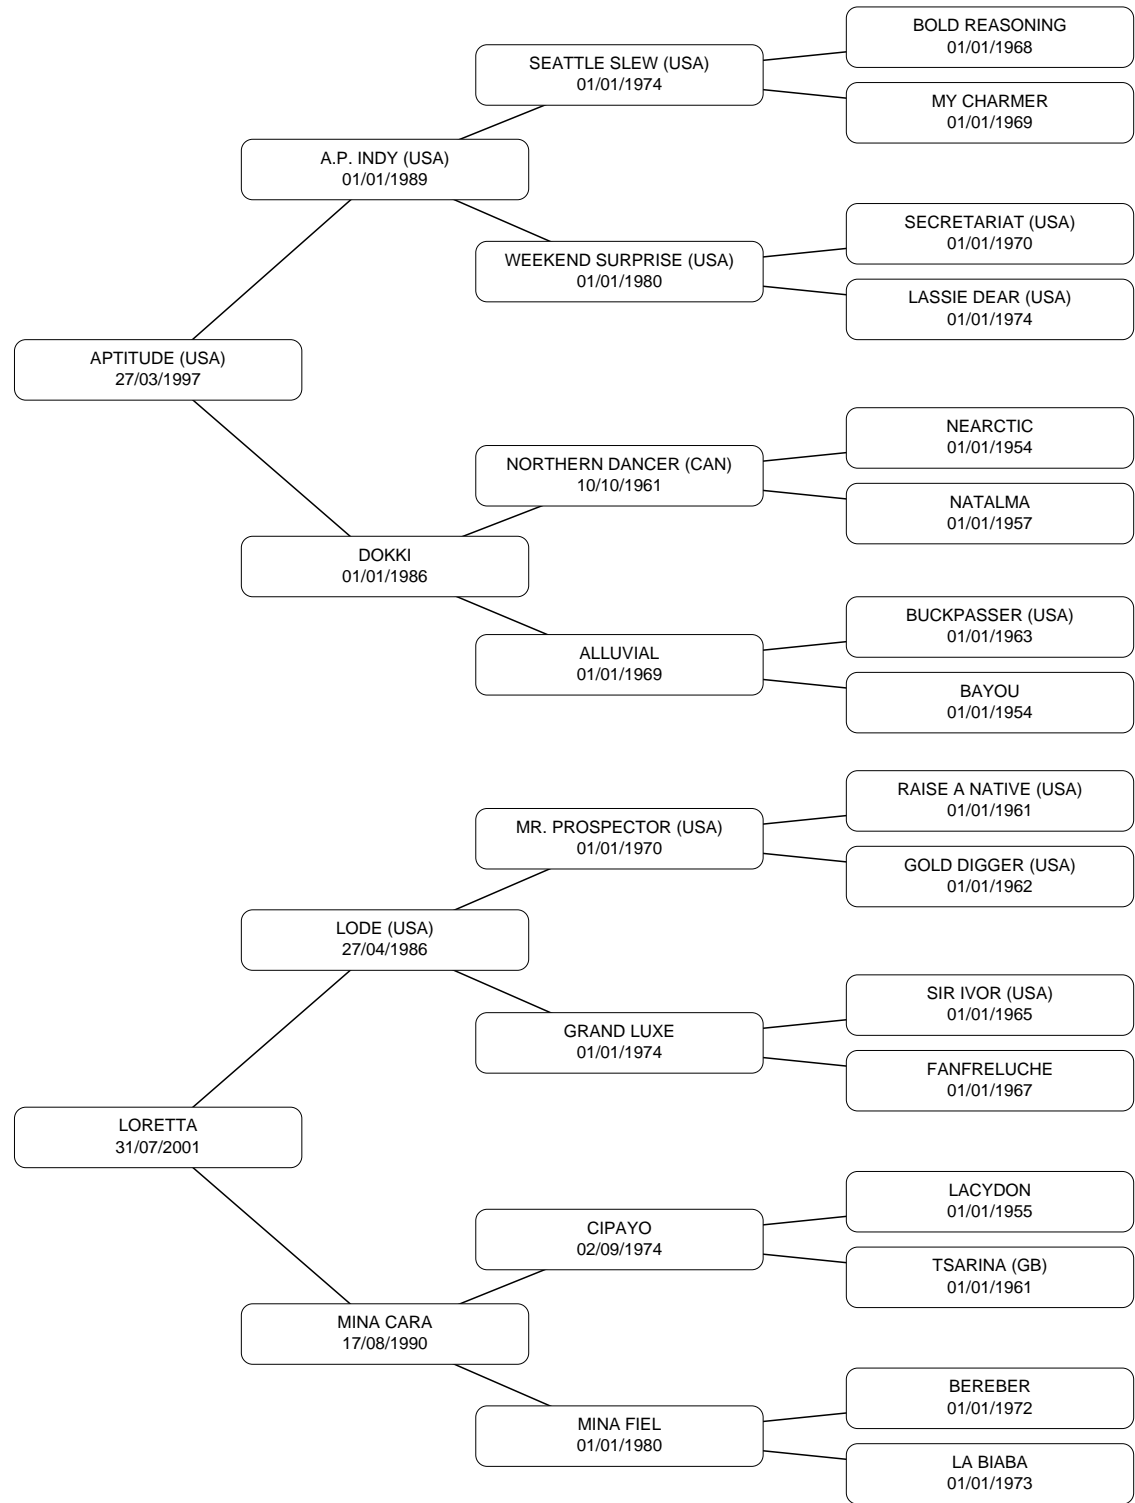 BOLD REASONING
01/01/1968
SEATTLE SLEW (USA)
01/01/1974
MY CHARMER
01/01/1969
A.P. INDY (USA)
01/01/1989
SECRETARIAT (USA)
01/01/1970
WEEKEND SURPRISE (USA)
01/01/1980
LASSIE DEAR (USA)
01/01/1974
APTITUDE (USA)
27/03/1997
NEARCTIC
01/01/1954
NORTHERN DANCER (CAN)
10/10/1961
NATALMA
01/01/1957
DOKKI
01/01/1986
BUCKPASSER (USA)
01/01/1963
ALLUVIAL
01/01/1969
BAYOU
01/01/1954
RAISE A NATIVE (USA)
01/01/1961
MR. PROSPECTOR (USA)
01/01/1970
GOLD DIGGER (USA)
01/01/1962
LODE (USA)
27/04/1986
SIR IVOR (USA)
01/01/1965
GRAND LUXE
01/01/1974
FANFRELUCHE
01/01/1967
LORETTA
31/07/2001
LACYDON
01/01/1955
CIPAYO
02/09/1974
TSARINA (GB)
01/01/1961
MINA CARA
17/08/1990
BEREBER
01/01/1972
MINA FIEL
01/01/1980
LA BIABA
01/01/1973